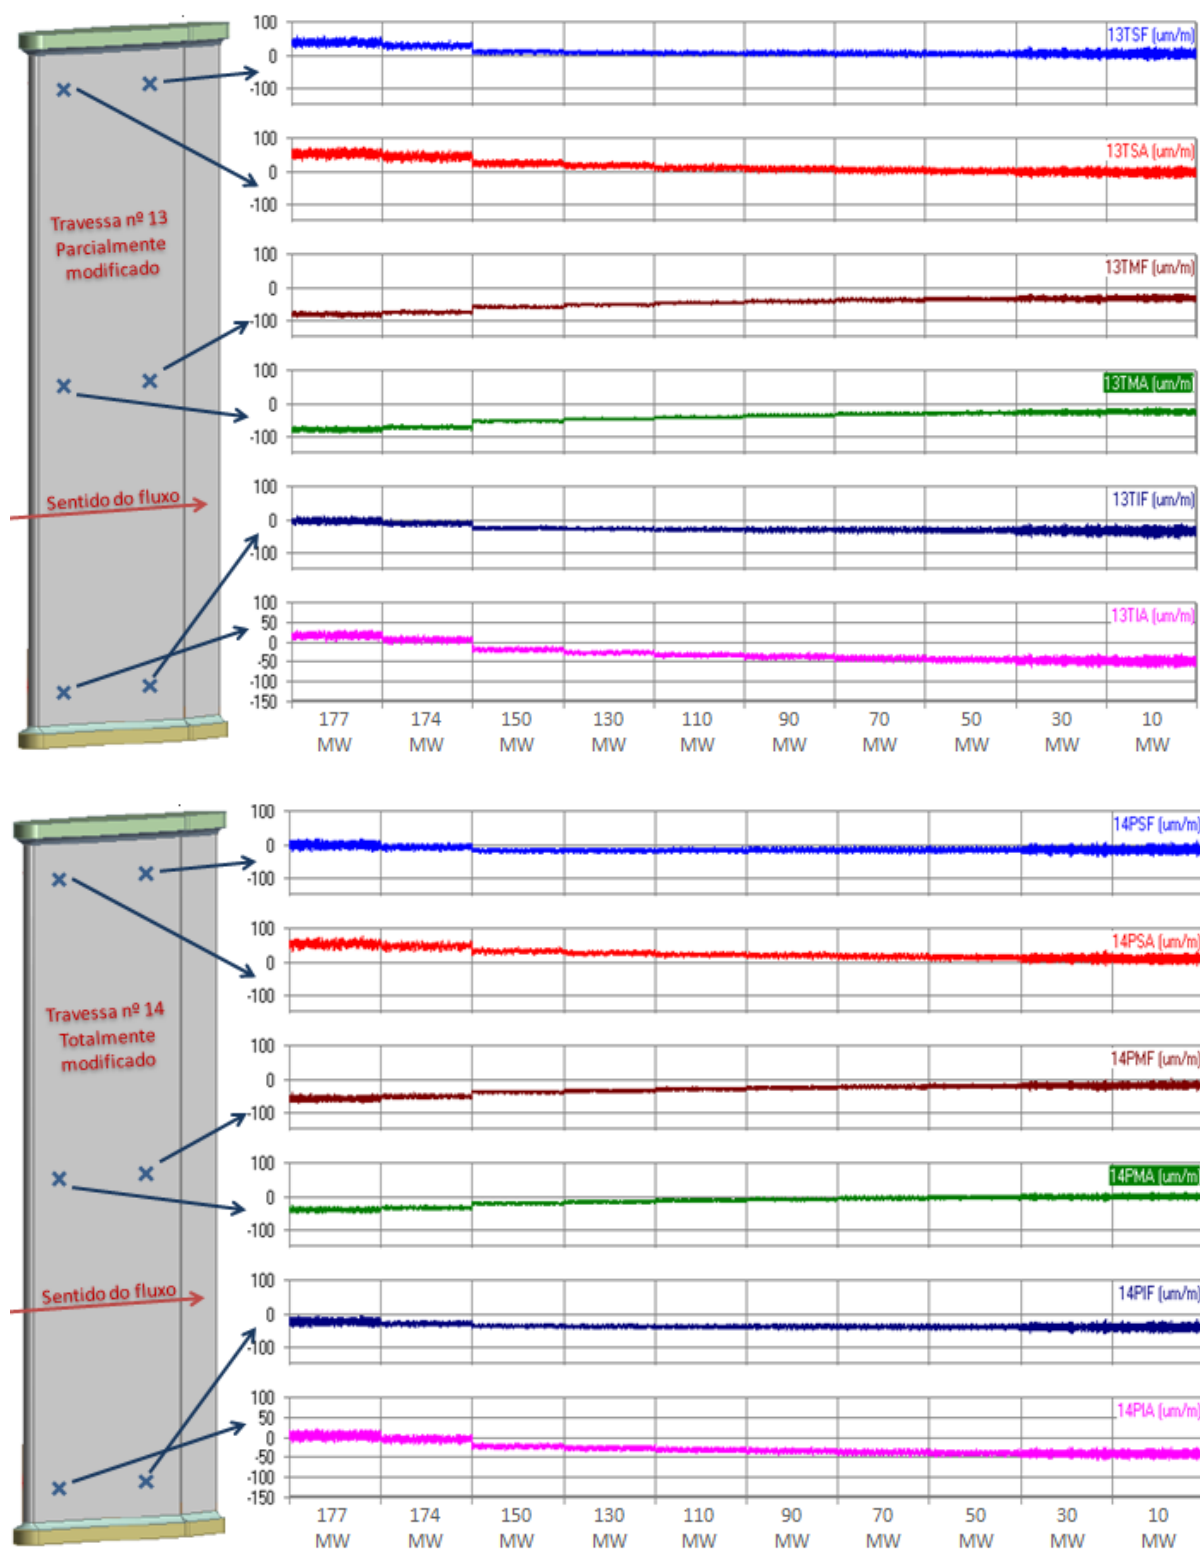 100
0
-100
13TSF (um/m)
100
0
-100
13TSA (um/m)
Travessa nº 13
Parcialmente
modificado
100
0
-100
13TMF (um/m)
100
0
-100
13TMA (um/m)
Sentido do fluxo
100
0
-100
13TIF (um/m)
100
50
0
-50
-100
-150
13TIA (um/m)
177 174 150 130 110 90 70 50 30 10
MW MW MW MW MW MW MW MW MW MW
100
0
-100
14PSF (um/m)
100
0
-100
14PSA (um/m)
Travessa nº 14
Totalmente
modificado
100
0
-100
14PMF (um/m)
100
0
-100
14PMA (um/m)
Sentido do fluxo
100
0
-100
14PIF (um/m)
100
50
0
-50
-100
-150
14PIA (um/m)
177 174 150 130 110 90 70 50 30 10
MW MW MW MW MW MW MW MW MW MW